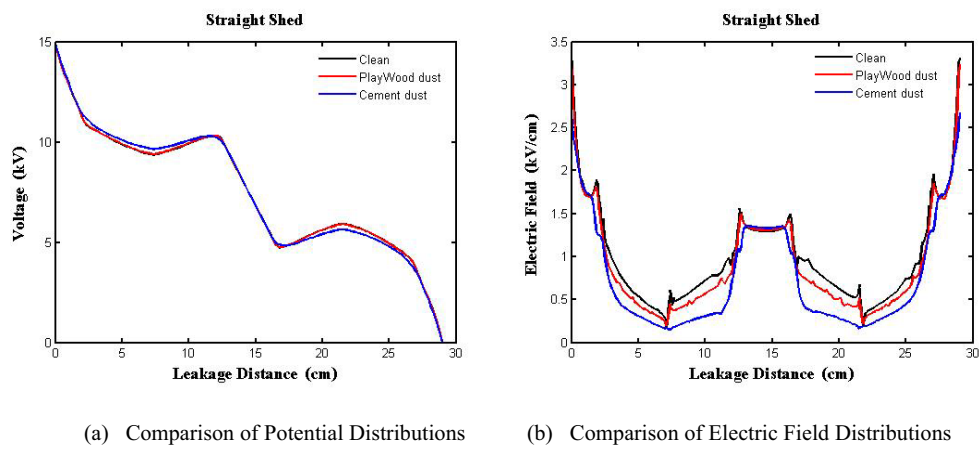 Straight Shed
15
10
5
0
0 5 10 15 20 25 30
Voltage (kV)
Leakage Distance (cm)
Clean
PlayWood dust
Cement dust
(a) Comparison of Potential Distributions
Straight Shed
3.5
3
2.5
2
1.5
1
0.5
0
0 5 10 15 20 25 30
Electric Field (kV/cm)
Leakage Distance (cm)
Clean
PlayWood dust
Cement dust
(b) Comparison of Electric Field Distributions